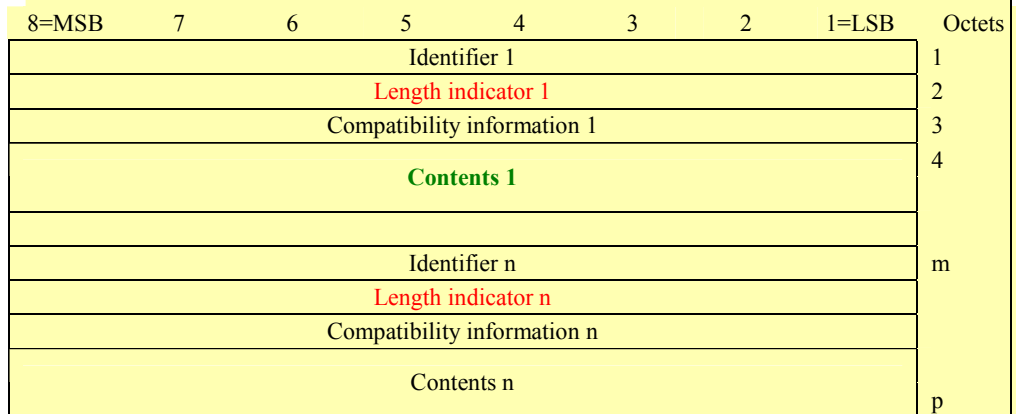 8=MSB 7 6 5 4 3 2 1=LSB Octets
Identifier 1 1
Length indicator 1 2
Compatibility information 1 3
4
Contents 1
Identifier n m
Length indicator n
Compatibility information n
Contents n
p